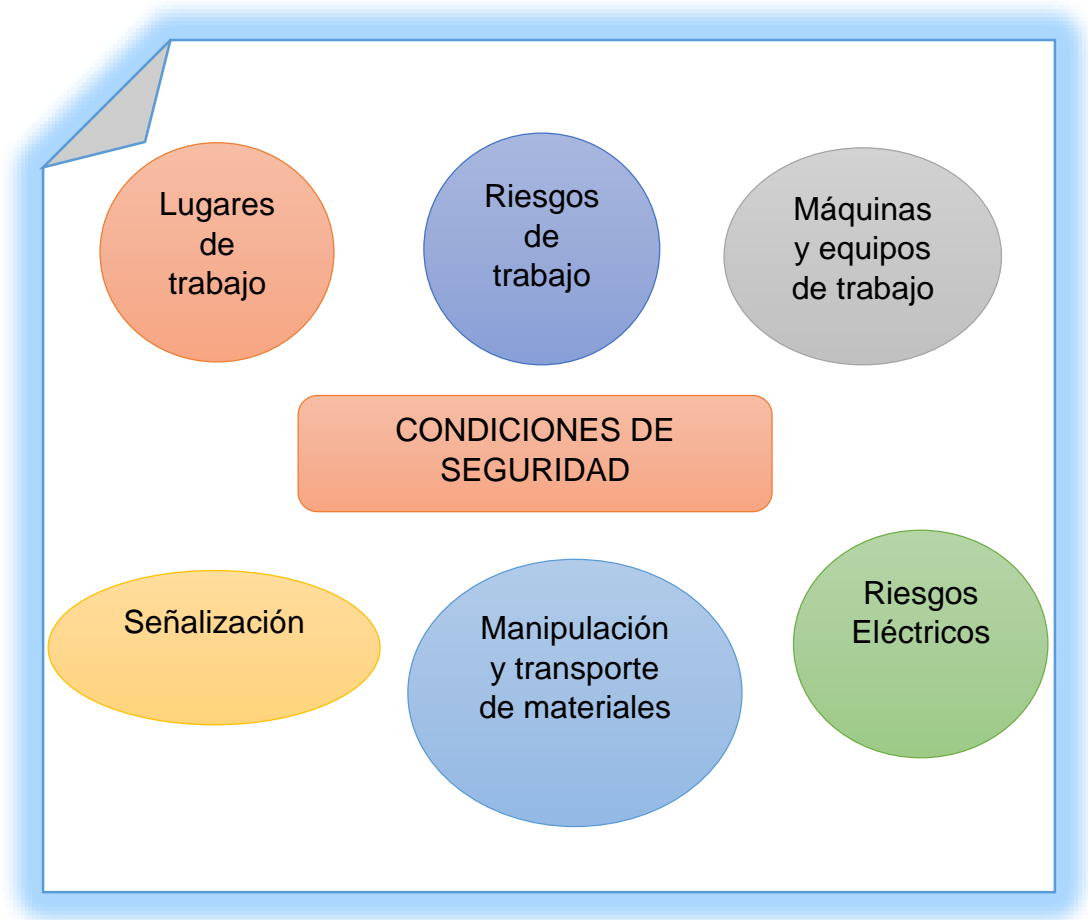 Lugares
de
trabajo
Riesgos
de
trabajo
Máquinas
y equipos
de trabajo
CONDICIONES DE
SEGURIDAD
Señalización
Manipulación
y transporte
de materiales
Riesgos
Eléctricos